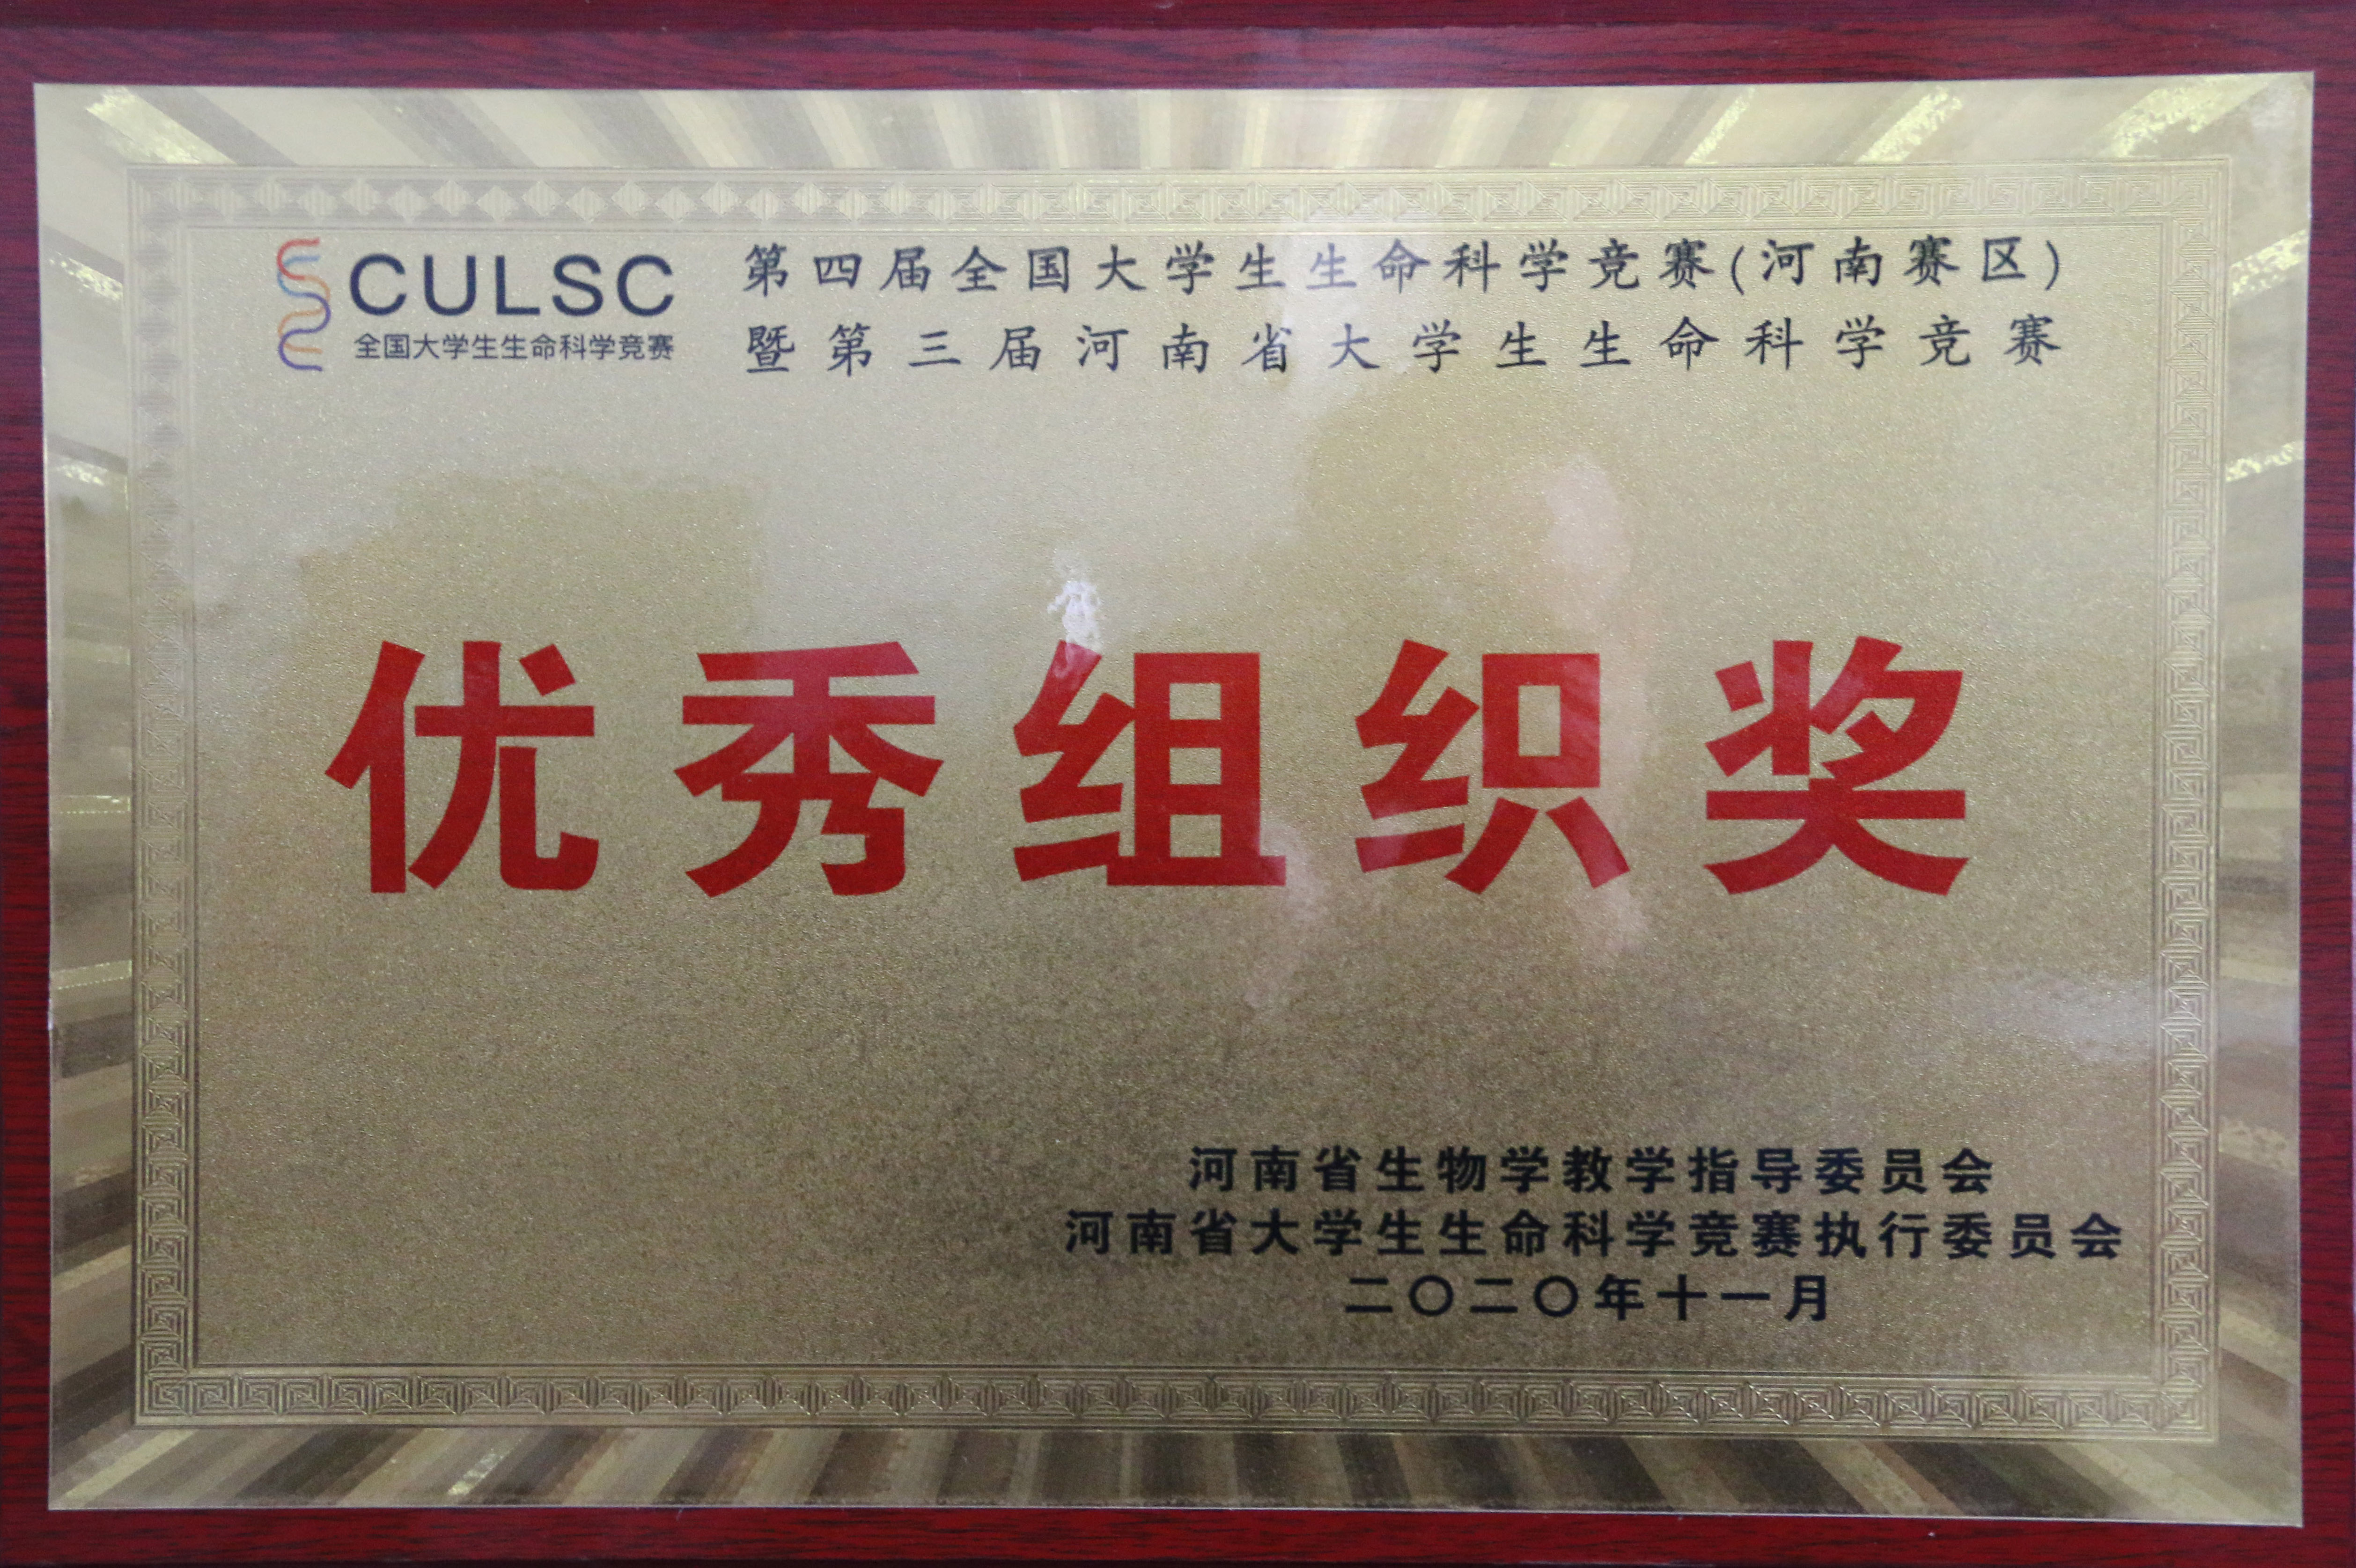 CULSC
全国大学生生命科学竞赛
第四届全国大学生生命科学竞赛(河南赛区)
暨第三届河南省大学生生命科学竞赛
优秀组织奖
河南省生物学教学指导委员会
河南省大学生生命科学竞赛执行委员会
二〇二〇年十一月